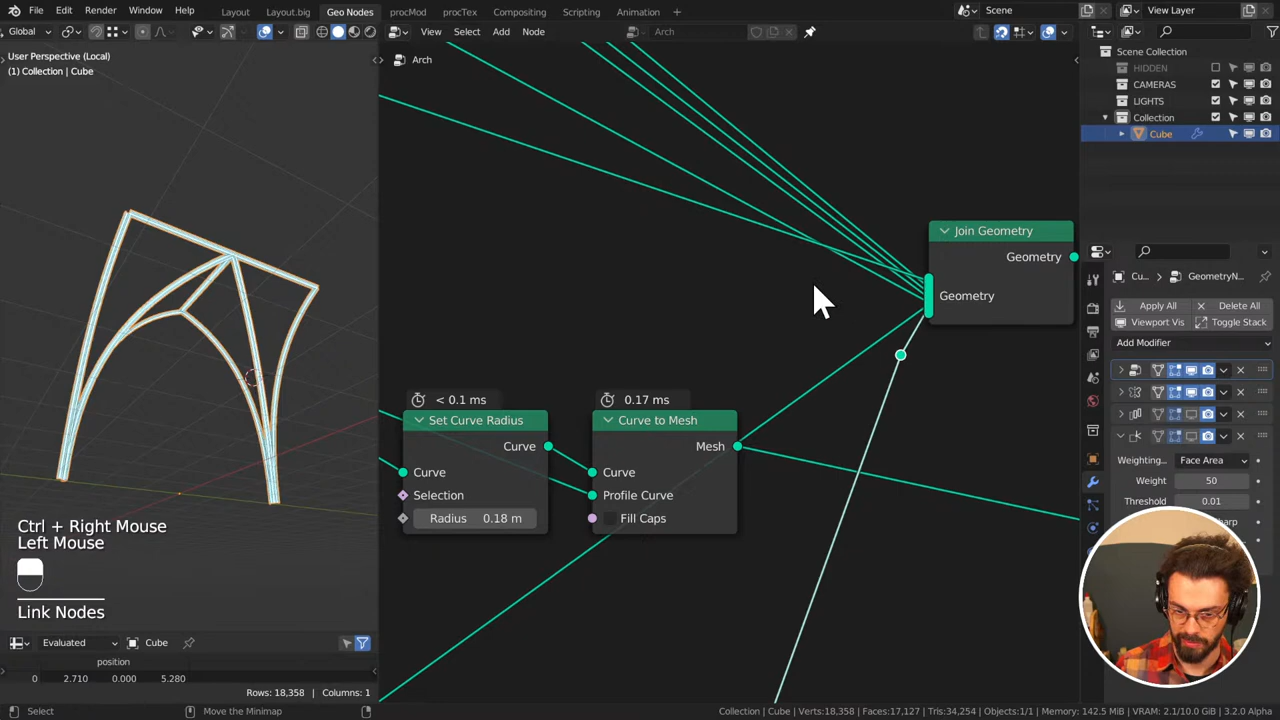 File Edit Render Window Help
Layout Layout.big Geo Nodes procMod procTex Compositing Scripting Animation +
Scene
View Layer
Global
View Select Add Node
Arch
User Perspective (Local)
(1) Collection | Cube
Arch
Scene Collection
HIDDEN
CAMERAS
LIGHTS
Collection
Cube
Join Geometry
Geometry
Geometry
Cu...
GeometryN...
Apply All
Delete All
Viewport Vis
Toggle Stack
Add Modifier
< 0.1 ms
0.17 ms
Set Curve Radius
Curve to Mesh
Curve
Mesh
Curve
Curve
Selection
Profile Curve
Radius 0.18 m
Fill Caps
Weighting...
Face Area
Weight 50
Threshold 0.01
Ctrl + Right Mouse
Left Mouse
Link Nodes
Evaluated
Cube
position
0 2.710 0.000 5.280
Rows: 18,358 | Columns: 1
Select
Move the Minimap
Collection | Cube | Verts:18,358 | Faces:17,127 | Tris:34,254 | Objects:1/1 | Memory: 142.5 MiB | VRAM: 2.1/10.0 GiB | 3.2.0 Alpha